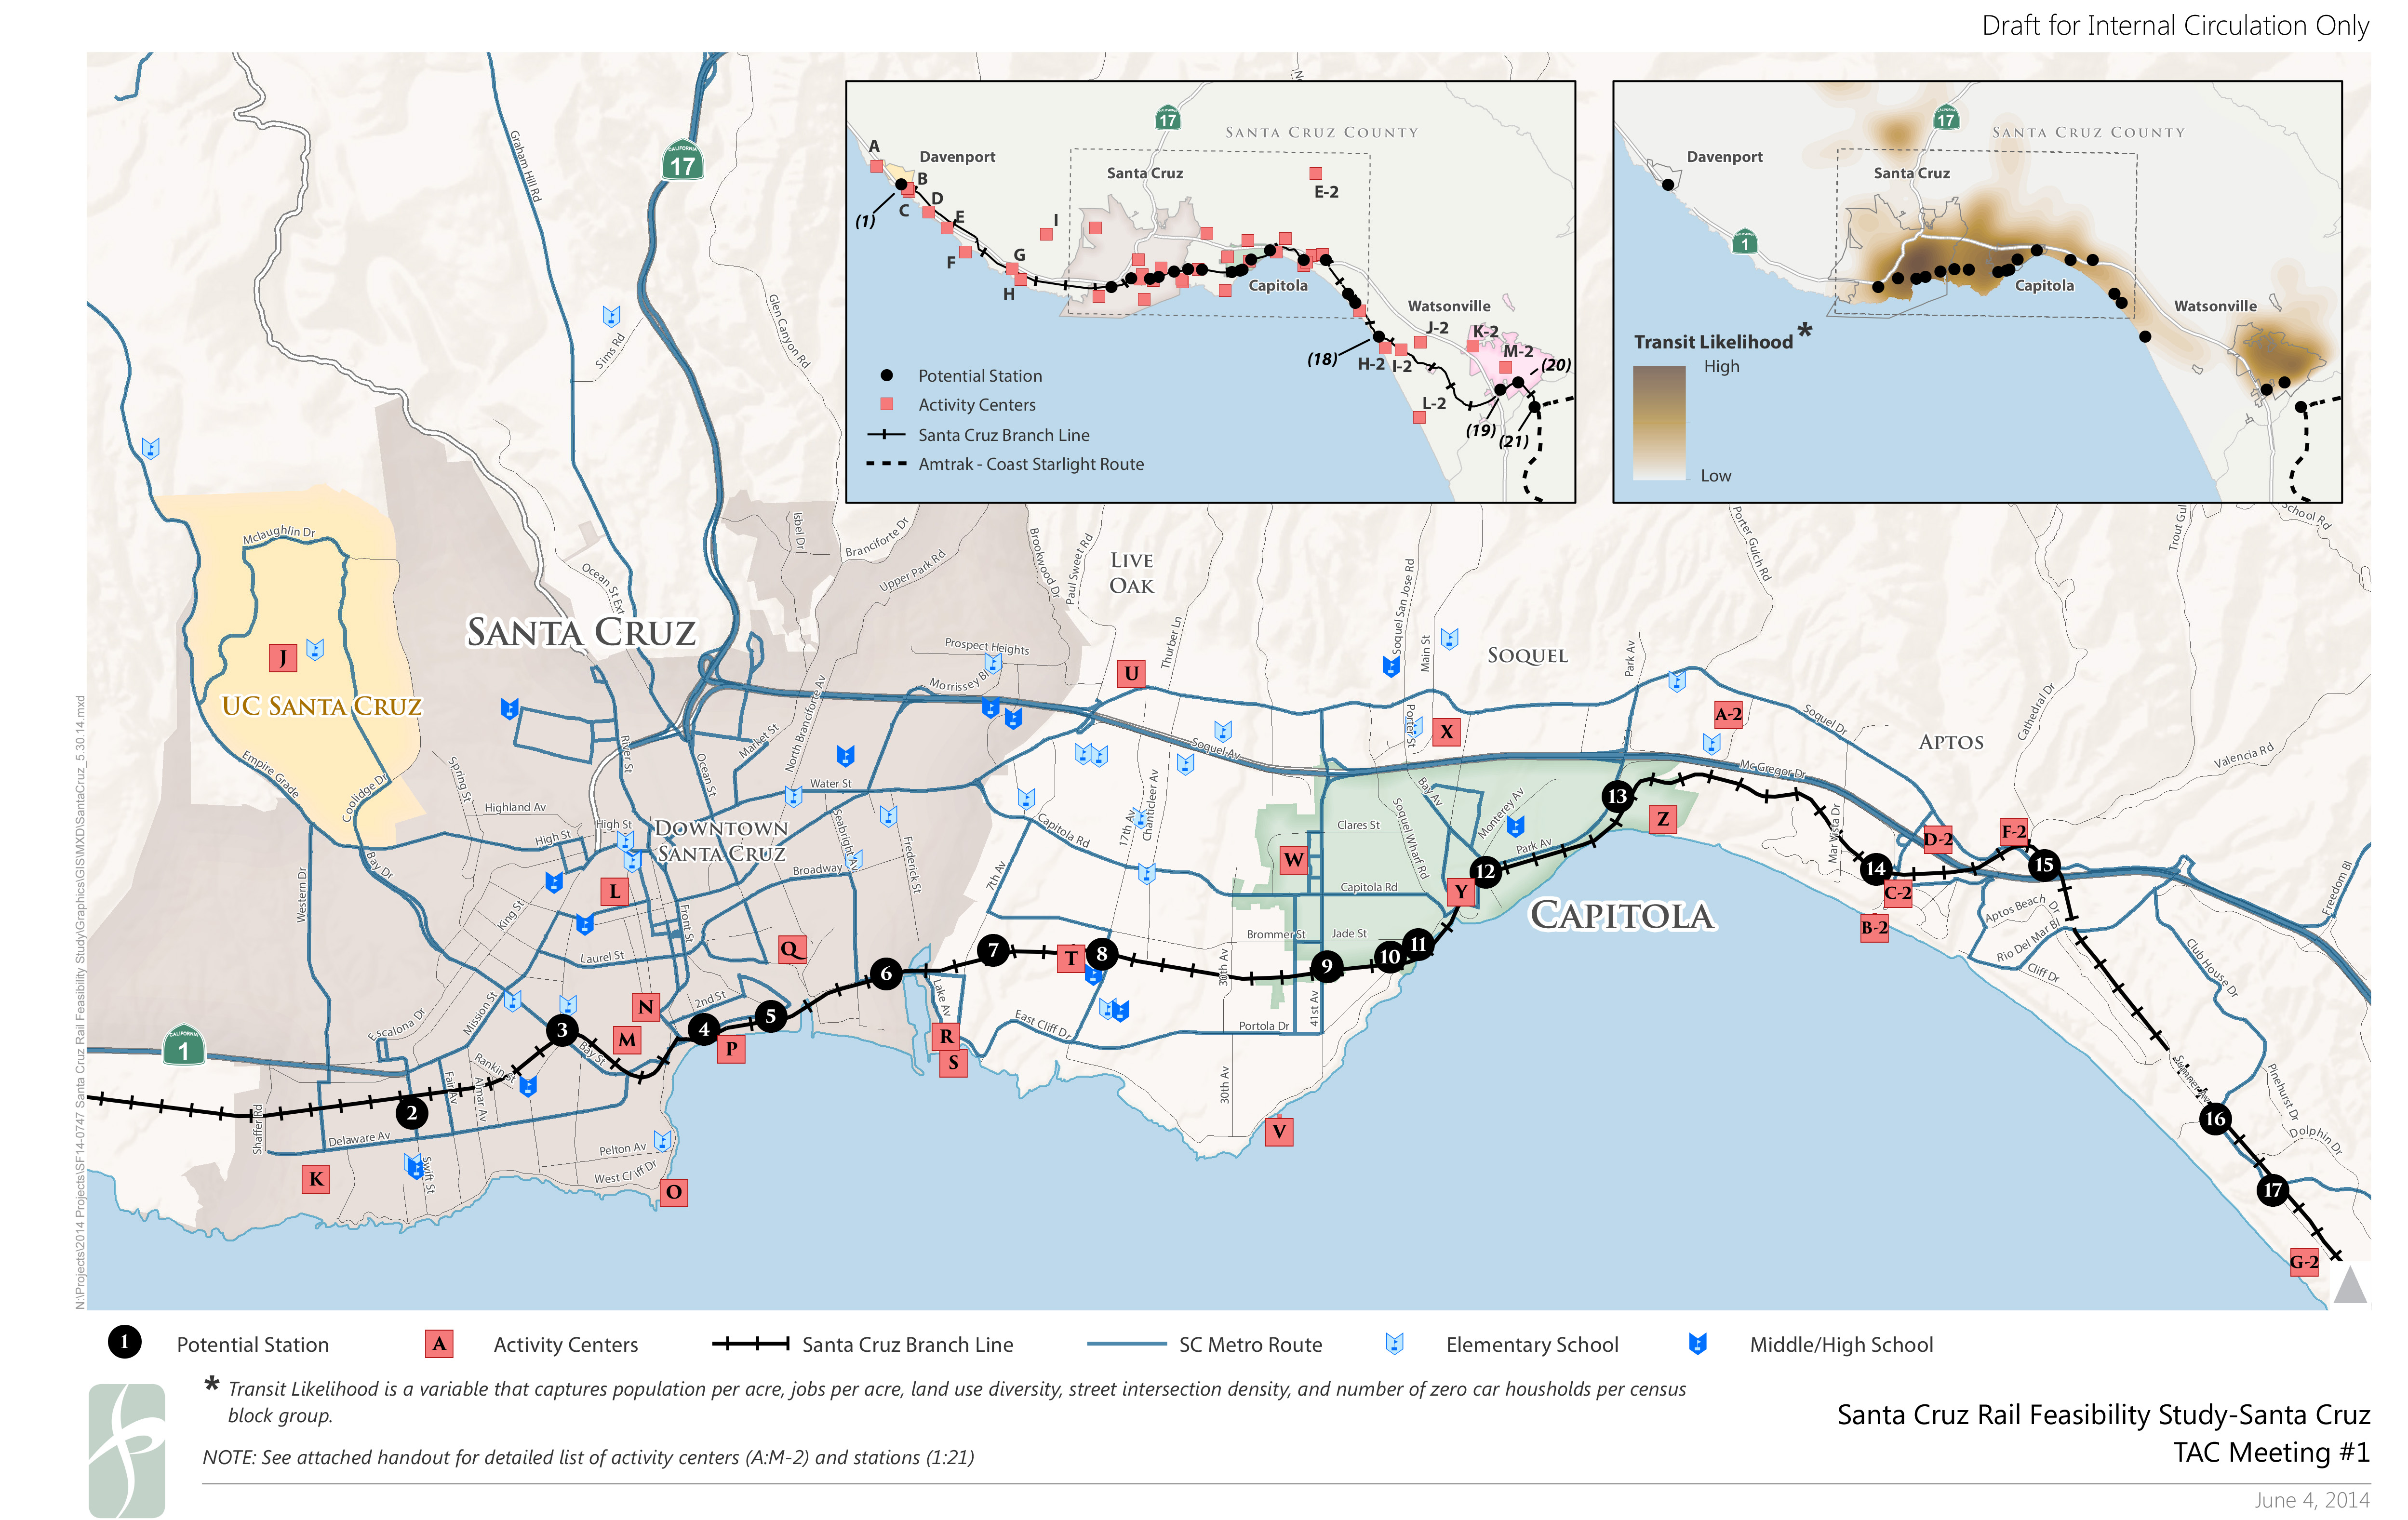 Draft for Internal Circulation Only
CALIFORNIA
17
Graham Hill Rd
Sims Rd
Glen Canyon Rd
17
SANTA CRUZ COUNTY
A
Davenport
B
C
D
E
F
G
H
I
(1)
Santa Cruz
E-2
Capitola
Watsonville
J-2
K-2
M-2
(18)
H-2
I-2
L-2
(19)
(20)
(21)
Potential Station
Activity Centers
Santa Cruz Branch Line
Amtrak - Coast Starlight Route
17
SANTA CRUZ COUNTY
Davenport
Santa Cruz
1
Capitola
Watsonville
Transit Likelihood *
High
Low
Mclaughlin Dr
Ocean St Ext
Isbel Dr
Branciforte Dr
Upper Park Rd
Brookwood Dr
Paul Sweet Rd
LIVE
OAK
Thurber Ln
Soquel San Jose Rd
Main St
SOQUEL
Park Av
Porter Gulch Rd
Trout Gul
School Rd
SANTA CRUZ
Prospect Heights
Morrissey Bl
J
UC SANTA CRUZ
U
X
A-2
Soquel Dr
APTOS
Cathedral Dr
Valencia Rd
Empire Grade
Coolidge Dr
Spring St
River St
Ocean St
Market St
North Branciforte Av
Water St
Soquel Av
Porter St
Mc Gregor Dr
Highland Av
High St
High St
DOWNTOWN
SANTA CRUZ
Seabright Av
Frederick St
Broadway
Capitola Rd
17th Av
Chanticleer Av
7th Av
Clares St
Bay Av
Soquel Wharf Rd
Monterey Av
Park Av
Capitola Rd
Mar Vista Dr
W
Y
Z
12
13
14
15
B-2
C-2
D-2
F-2
Freedom Bl
Western Dr
Bay Dr
King St
L
Front St
Laurel St
Q
CAPITOLA
Brommer St
Jade St
30th Av
Aptos Beach Dr
Rio Del Mar Bl
Cliff Dr
Club House Dr
Escalona Dr
Mission St
N
M
2nd St
3
4
5
6
7
8
9
10
11
T
P
R
S
Lake Av
East Cliff Dr
Portola Dr
41st Av
30th Av
CALIFORNIA
1
Rankin St
Bay St
Fair Av
Almar Av
2
Shaffer Rd
Delaware Av
Swift St
Pelton Av
West Cliff Dr
K
O
V
Sumner Av
Pinehurst Dr
Dolphin Dr
16
17
G-2
N:\Projects\2014 Projects\SF14-0747 Santa Cruz Rail Feasibility Study\Graphics\GIS\MXD\SantaCruz_5.30.14.mxd
1 Potential Station
A Activity Centers
Santa Cruz Branch Line
SC Metro Route
Elementary School
Middle/High School
* Transit Likelihood is a variable that captures population per acre, jobs per acre, land use diversity, street intersection density, and number of zero car housholds per census
block group.
NOTE: See attached handout for detailed list of activity centers (A:M-2) and stations (1:21)
Santa Cruz Rail Feasibility Study-Santa Cruz
TAC Meeting #1
June 4, 2014